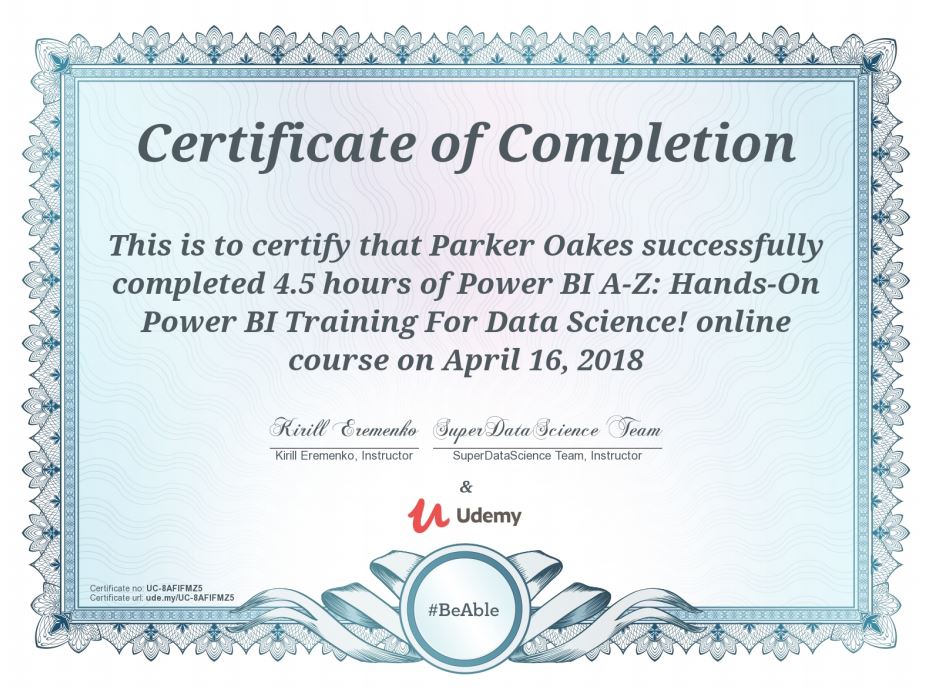 Certificate of Completion
This is to certify that Parker Oakes successfully
completed 4.5 hours of Power BI A-Z: Hands-On
Power BI Training For Data Science! online
course on April 16, 2018
Kirill Eremenko SuperDataScience Team
Kirill Eremenko, Instructor SuperDataScience Team, Instructor
&
Udemy
Certificate no: UC-8AFIFMZ5
Certificate url: ude.my/UC-8AFIFMZ5
#BeAble